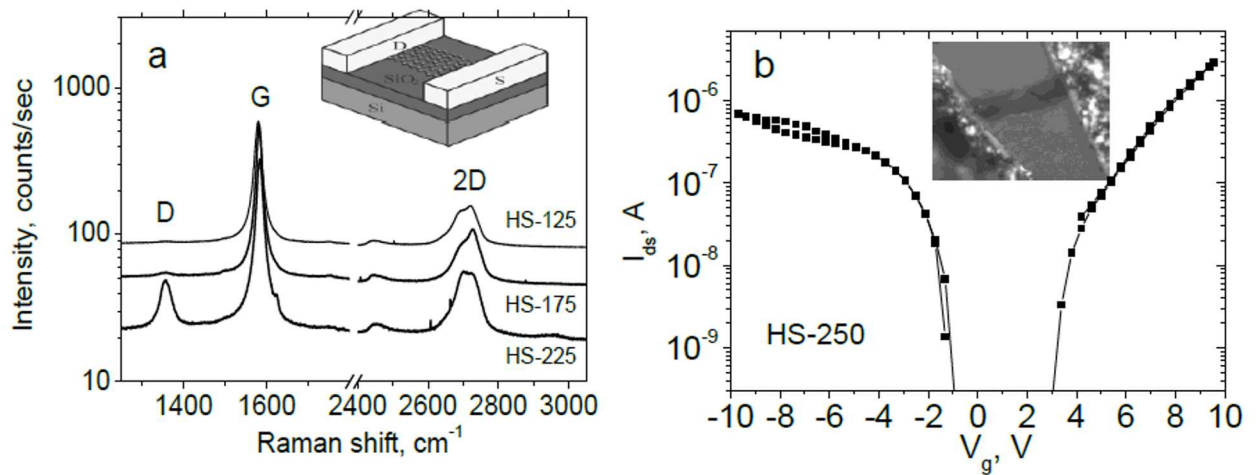 a
1000
100
10
Intensity, counts/sec
D
G
2D
HS-125
HS-175
HS-225
D
S
SiO₂
Si
1400 1600 2400 2600 2800 3000
Raman shift, cm⁻¹
b
10⁻⁶
10⁻⁷
10⁻⁸
10⁻⁹
I_ds, A
HS-250
-10 -8 -6 -4 -2 0 2 4 6 8 10
V_g, V